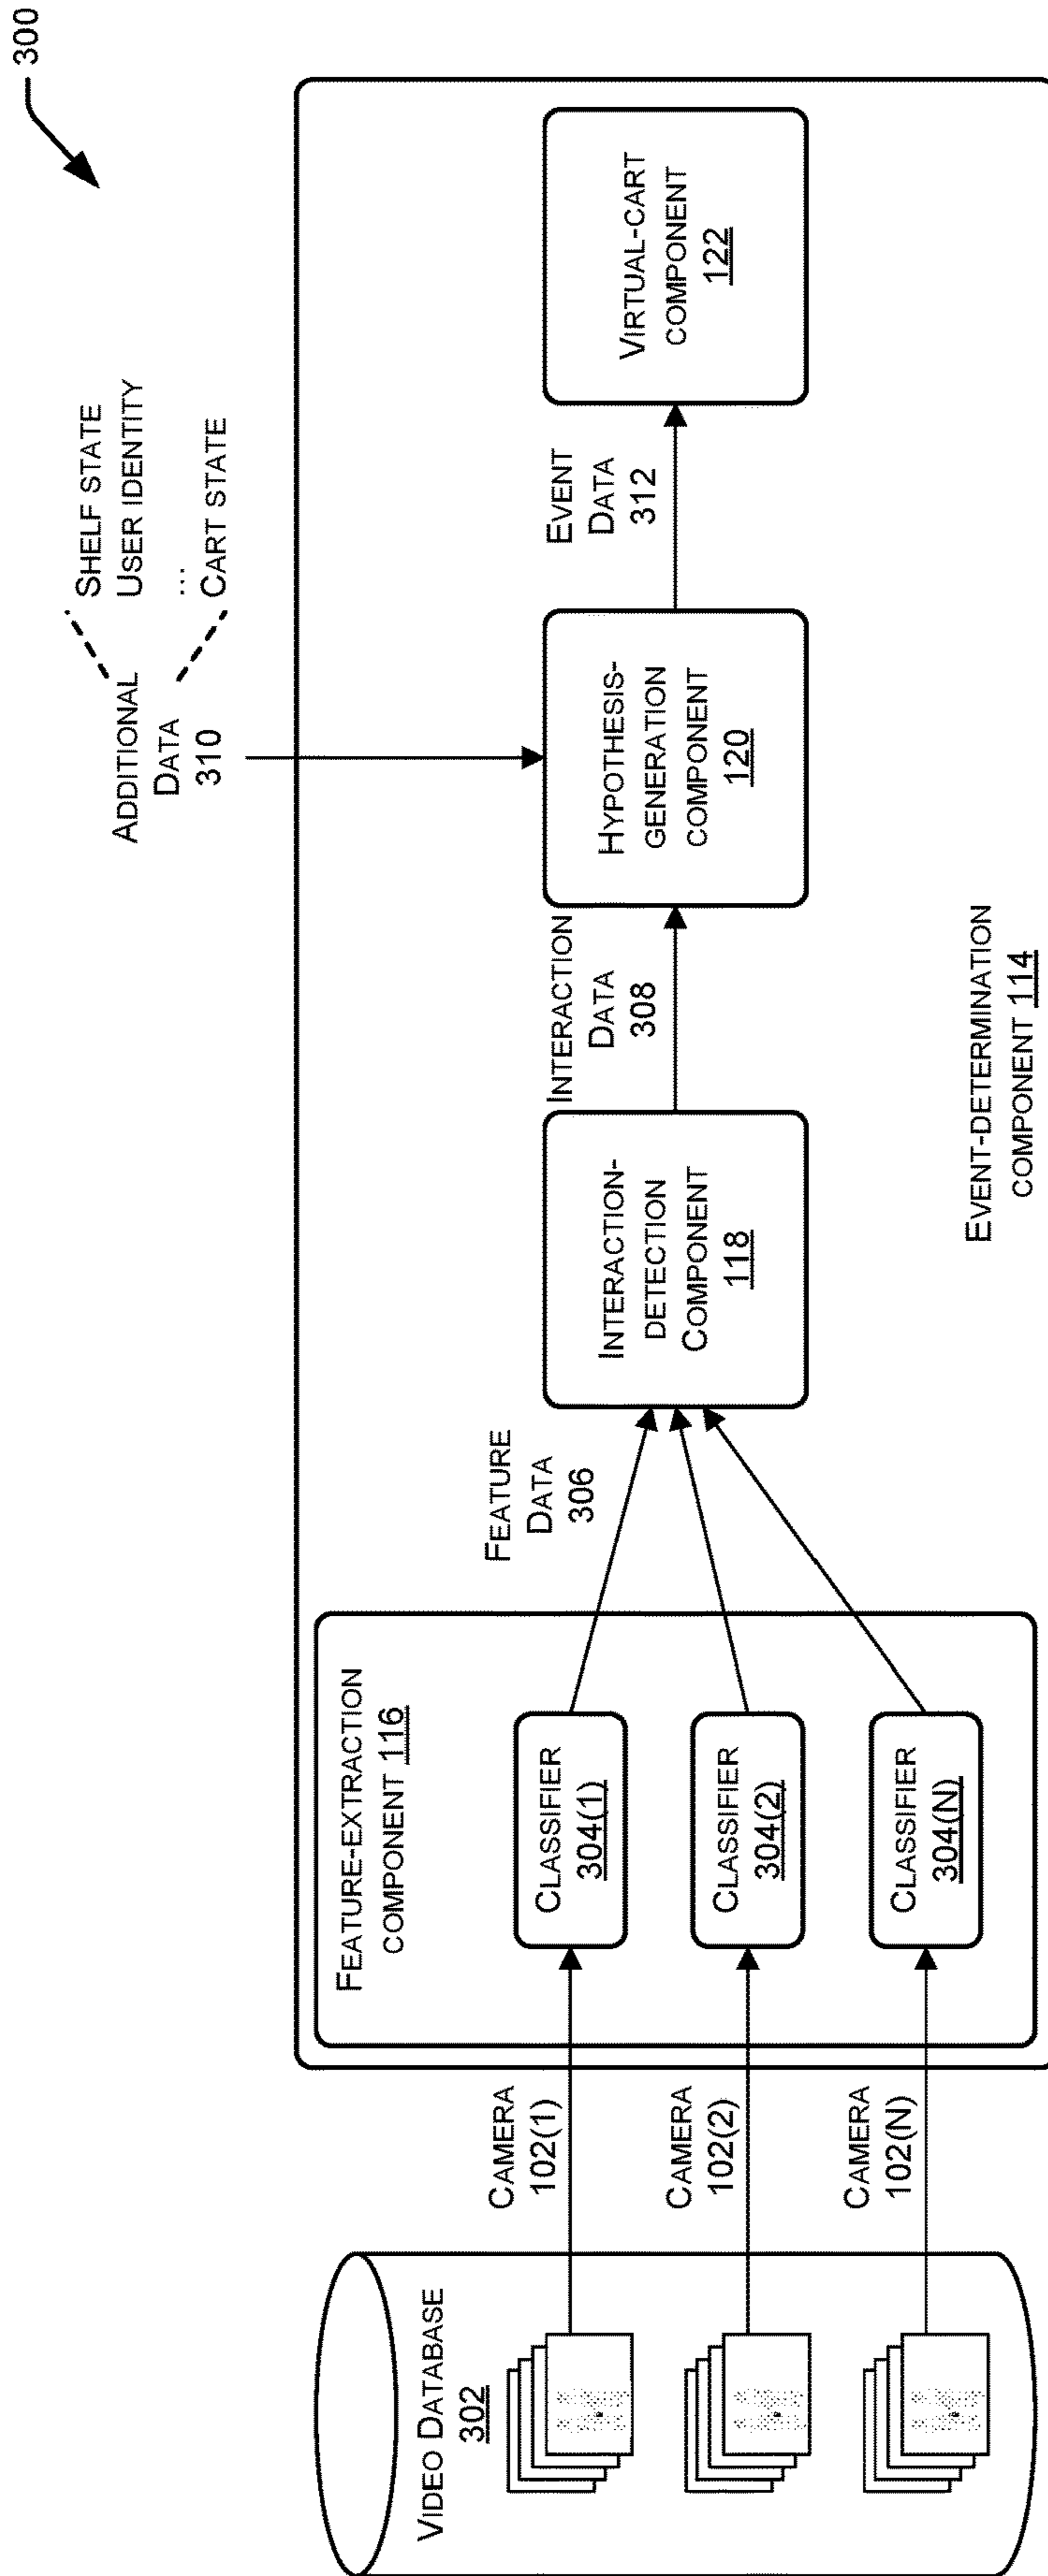 300
ADDITIONAL
DATA
310
SHELF STATE
USER IDENTITY
...
CART STATE
VIDEO DATABASE
302
CAMERA
102(1)
CAMERA
102(2)
CAMERA
102(N)
FEATURE-EXTRACTION
COMPONENT 116
CLASSIFIER
304(1)
CLASSIFIER
304(2)
CLASSIFIER
304(N)
FEATURE
DATA
306
INTERACTION-
DETECTION
COMPONENT
118
INTERACTION
DATA
308
HYPOTHESIS-
GENERATION
COMPONENT
120
EVENT
DATA
312
VIRTUAL-CART
COMPONENT
122
EVENT-DETERMINATION
COMPONENT 114